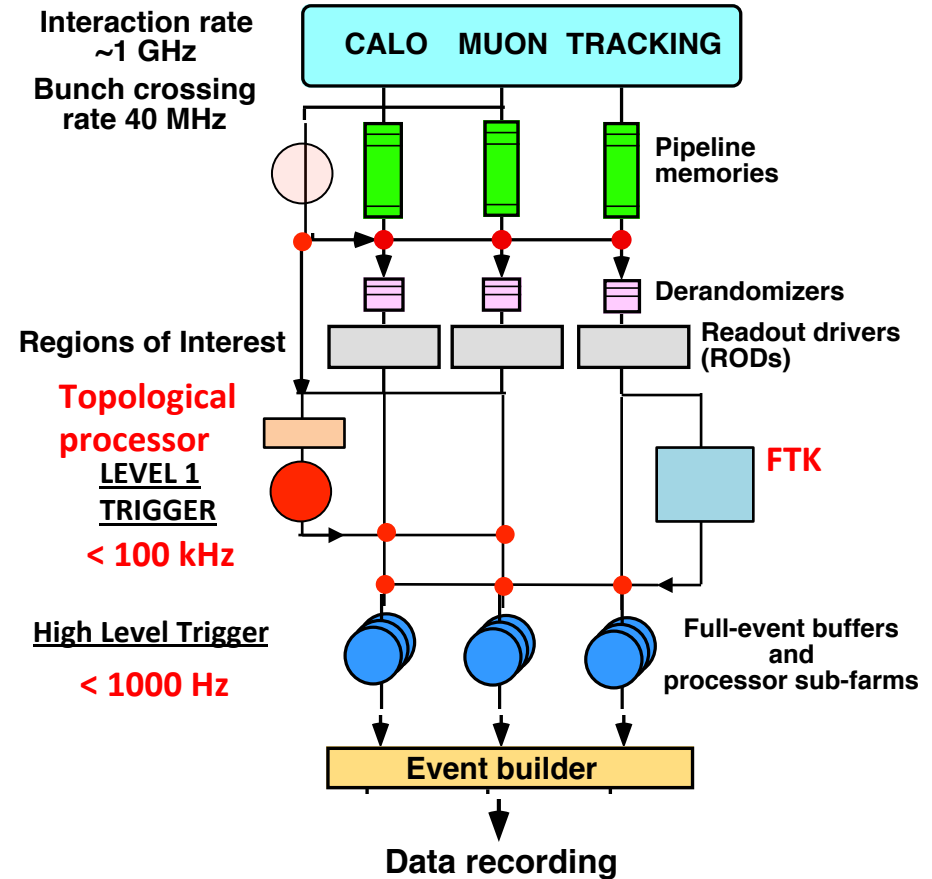 Interaction rate
~1 GHz
Bunch crossing
rate 40 MHz
CALO MUON TRACKING
Pipeline
memories
Derandomizers
Regions of Interest
Readout drivers
(RODs)
Topological
processor
LEVEL 1
TRIGGER
< 100 kHz
FTK
High Level Trigger
< 1000 Hz
Full-event buffers
and
processor sub-farms
Event builder
Data recording